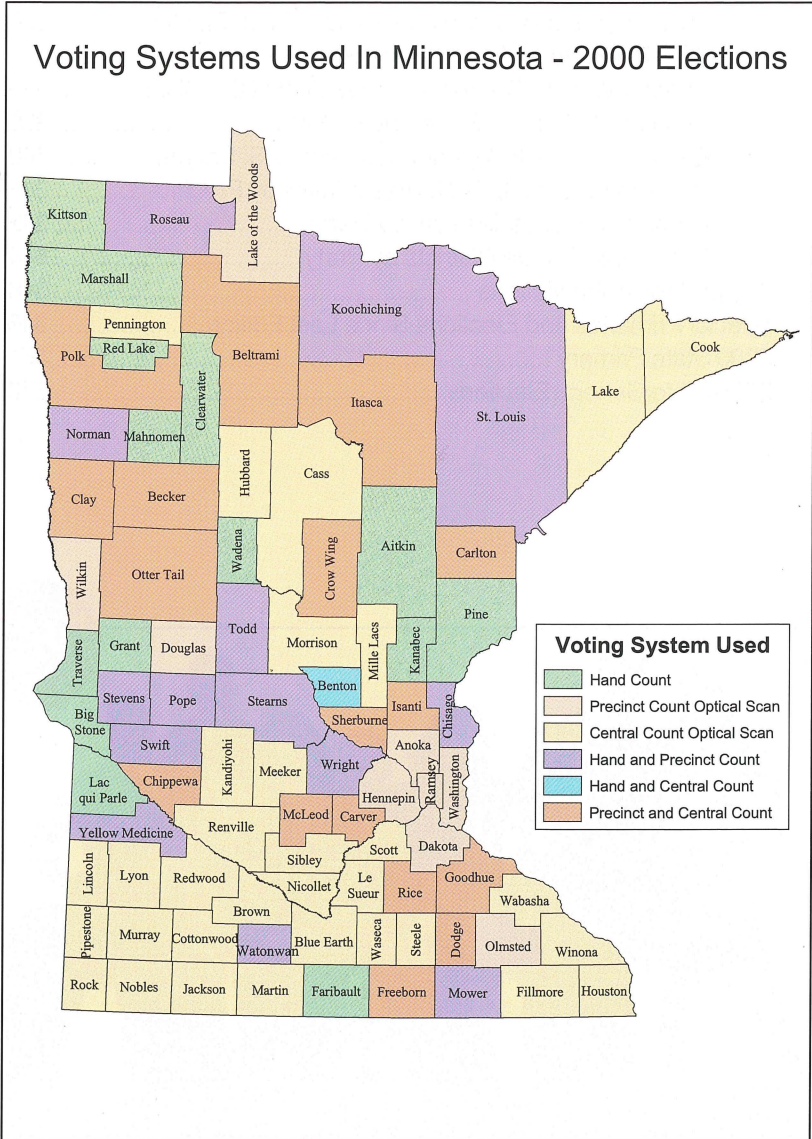 Voting Systems Used In Minnesota - 2000 Elections
Kittson
Roseau
Lake of the Woods
Marshall
Koochiching
Pennington
Red Lake
Polk
Beltrami
Clearwater
Itasca
St. Louis
Lake
Cook
Norman
Mahnomen
Hubbard
Cass
Clay
Becker
Wadena
Crow Wing
Aitkin
Carlton
Wilkin
Otter Tail
Pine
Todd
Morrison
Mille Lacs
Kanabec
Traverse
Grant
Douglas
Benton
Stevens
Pope
Stearns
Sherburne
Isanti
Chisago
Big
Stone
Swift
Kandiyohi
Meeker
Wright
Anoka
Ramsey
Washington
Hennepin
Lac
qui Parle
Chippewa
McLeod
Carver
Renville
Yellow Medicine
Scott
Dakota
Sibley
Lincoln
Lyon
Redwood
Nicollet
Le
Sueur
Rice
Goodhue
Wabasha
Brown
Pipestone
Murray
Cottonwood
Watonwan
Blue Earth
Waseca
Steele
Dodge
Olmsted
Winona
Rock
Nobles
Jackson
Martin
Faribault
Freeborn
Mower
Fillmore
Houston
Voting System Used
Hand Count
Precinct Count Optical Scan
Central Count Optical Scan
Hand and Precinct Count
Hand and Central Count
Precinct and Central Count